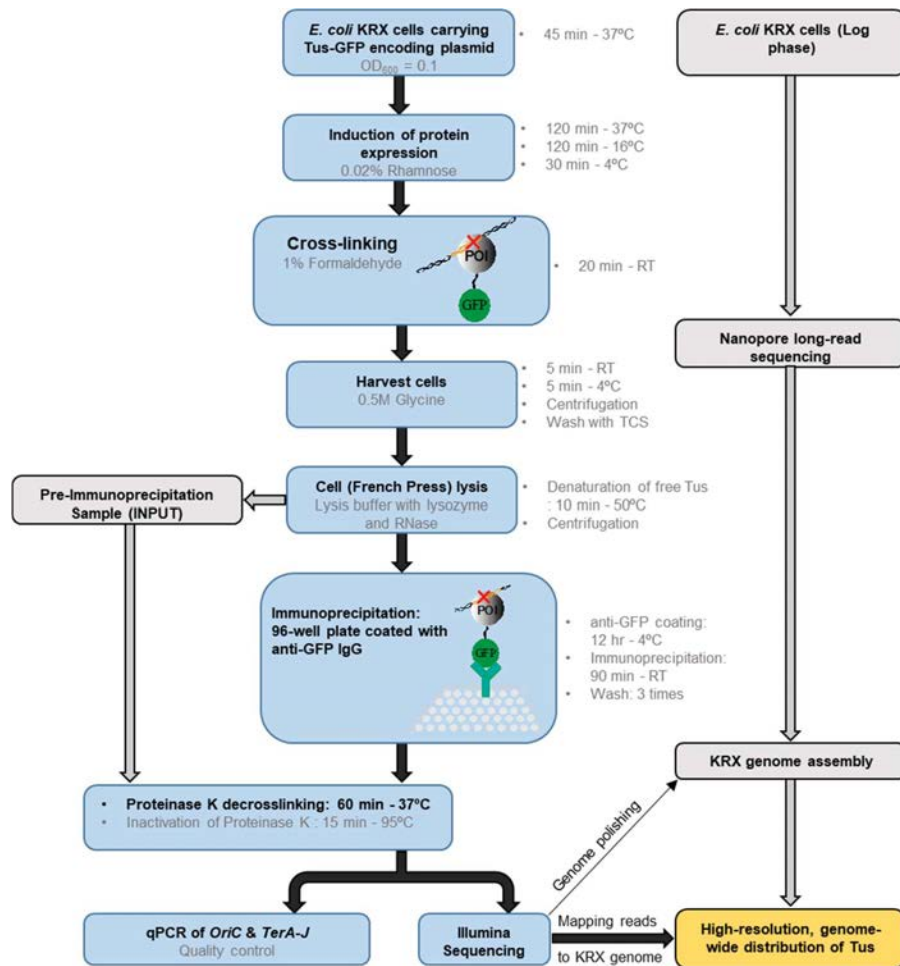 E. coli KRX cells carrying
Tus-GFP encoding plasmid
OD600 = 0.1
• 45 min - 37ºC
E. coli KRX cells (Log
phase)
Induction of protein
expression
0.02% Rhamnose
• 120 min - 37ºC
• 120 min - 16ºC
• 30 min - 4ºC
Cross-linking
1% Formaldehyde
POI
GFP
• 20 min - RT
Nanopore long-read
sequencing
Harvest cells
0.5M Glycine
• 5 min - RT
• 5 min - 4ºC
• Centrifugation
• Wash with TCS
Pre-Immunoprecipitation
Sample (INPUT)
Cell (French Press) lysis
Lysis buffer with lysozyme
and RNase
• Denaturation of free Tus
: 10 min - 50ºC
• Centrifugation
Immunoprecipitation:
96-well plate coated with
anti-GFP IgG
POI
GFP
• anti-GFP coating:
12 hr - 4ºC
• Immunoprecipitation:
90 min - RT
• Wash: 3 times
KRX genome assembly
• Proteinase K decrosslinking: 60 min - 37ºC
• Inactivation of Proteinase K : 15 min - 95ºC
Genome polishing
qPCR of OriC & TerA-J
Quality control
Illumina
Sequencing
Mapping reads
to KRX genome
High-resolution, genome-
wide distribution of Tus